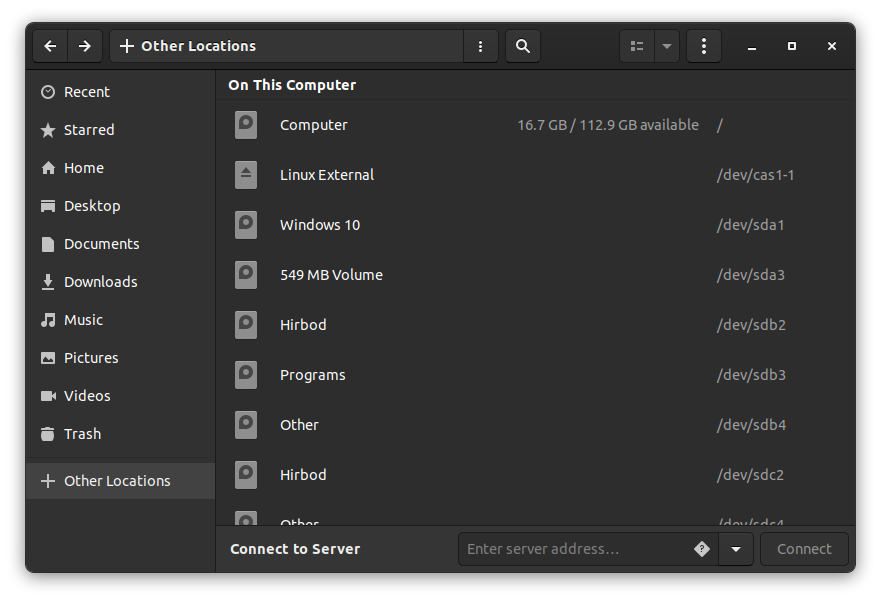 Other Locations
Recent
Starred
Home
Desktop
Documents
Downloads
Music
Pictures
Videos
Trash
Other Locations
On This Computer
Computer 16.7 GB / 112.9 GB available /
Linux External /dev/cas1-1
Windows 10 /dev/sda1
549 MB Volume /dev/sda3
Hirbod /dev/sdb2
Programs /dev/sdb3
Other /dev/sdb4
Hirbod /dev/sdc2
Other /dev/sdc4
Connect to Server Enter server address… ? Connect